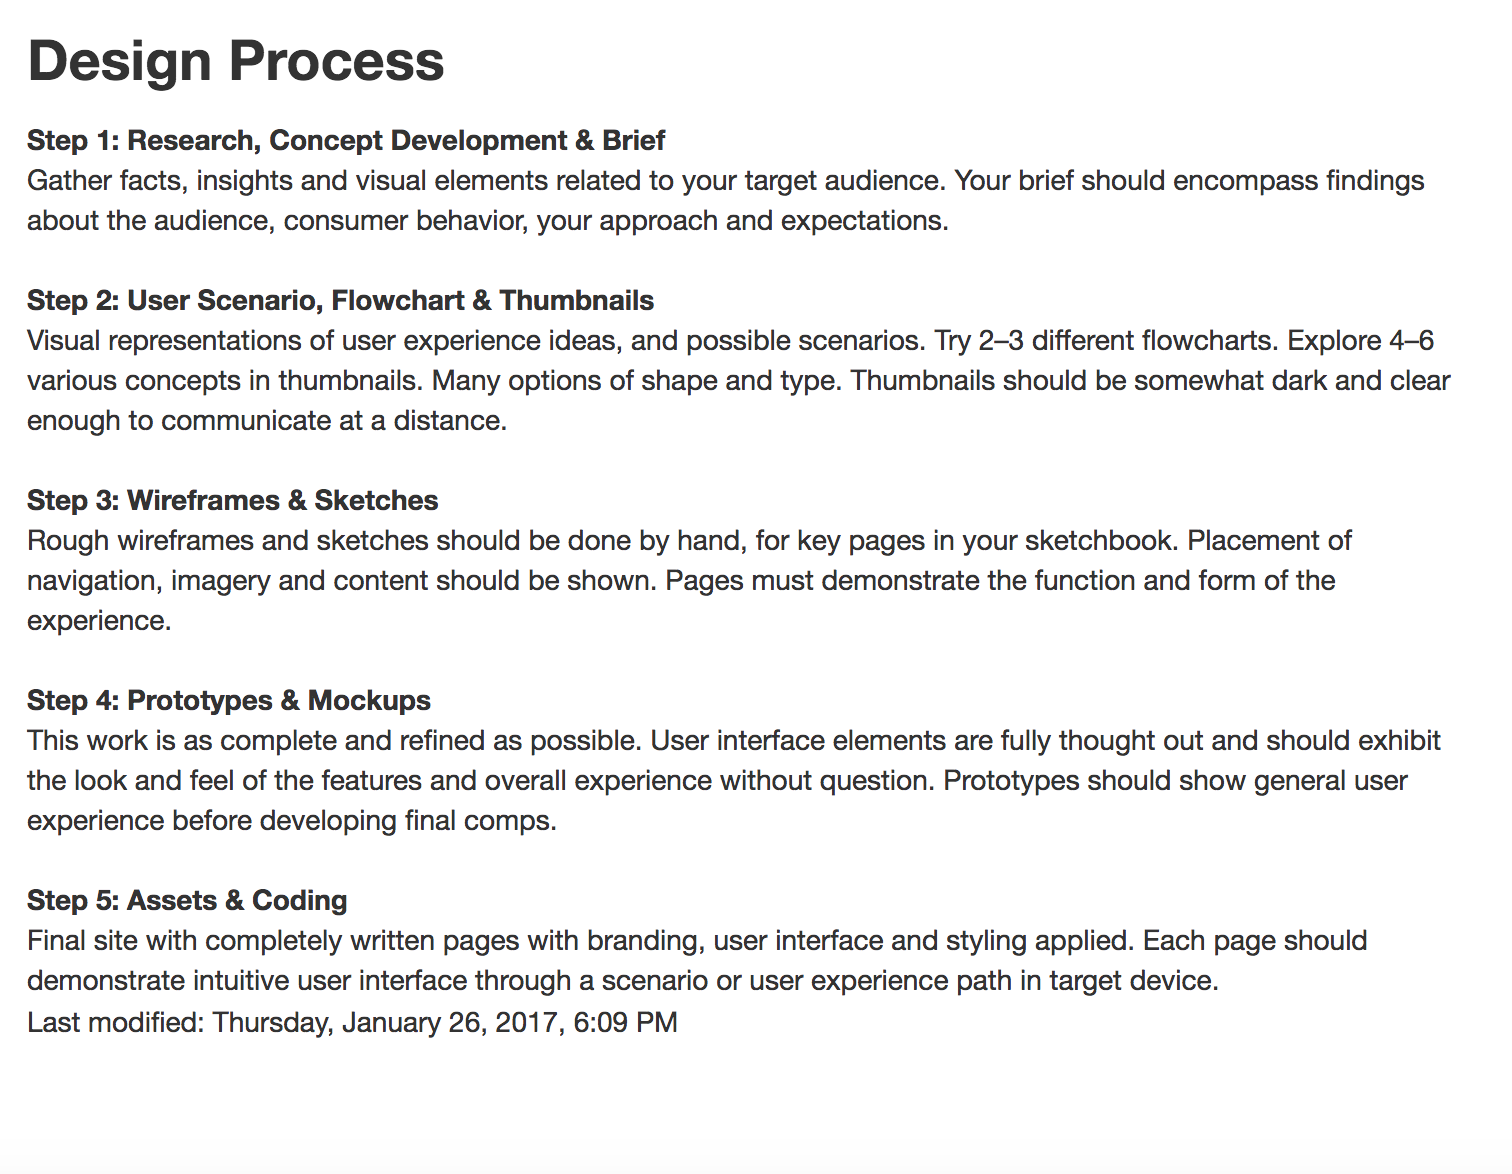 Design Process
Step 1: Research, Concept Development & Brief
Gather facts, insights and visual elements related to your target audience. Your brief should encompass findings
about the audience, consumer behavior, your approach and expectations.
Step 2: User Scenario, Flowchart & Thumbnails
Visual representations of user experience ideas, and possible scenarios. Try 2–3 different flowcharts. Explore 4–6
various concepts in thumbnails. Many options of shape and type. Thumbnails should be somewhat dark and clear
enough to communicate at a distance.
Step 3: Wireframes & Sketches
Rough wireframes and sketches should be done by hand, for key pages in your sketchbook. Placement of
navigation, imagery and content should be shown. Pages must demonstrate the function and form of the
experience.
Step 4: Prototypes & Mockups
This work is as complete and refined as possible. User interface elements are fully thought out and should exhibit
the look and feel of the features and overall experience without question. Prototypes should show general user
experience before developing final comps.
Step 5: Assets & Coding
Final site with completely written pages with branding, user interface and styling applied. Each page should
demonstrate intuitive user interface through a scenario or user experience path in target device.
Last modified: Thursday, January 26, 2017, 6:09 PM